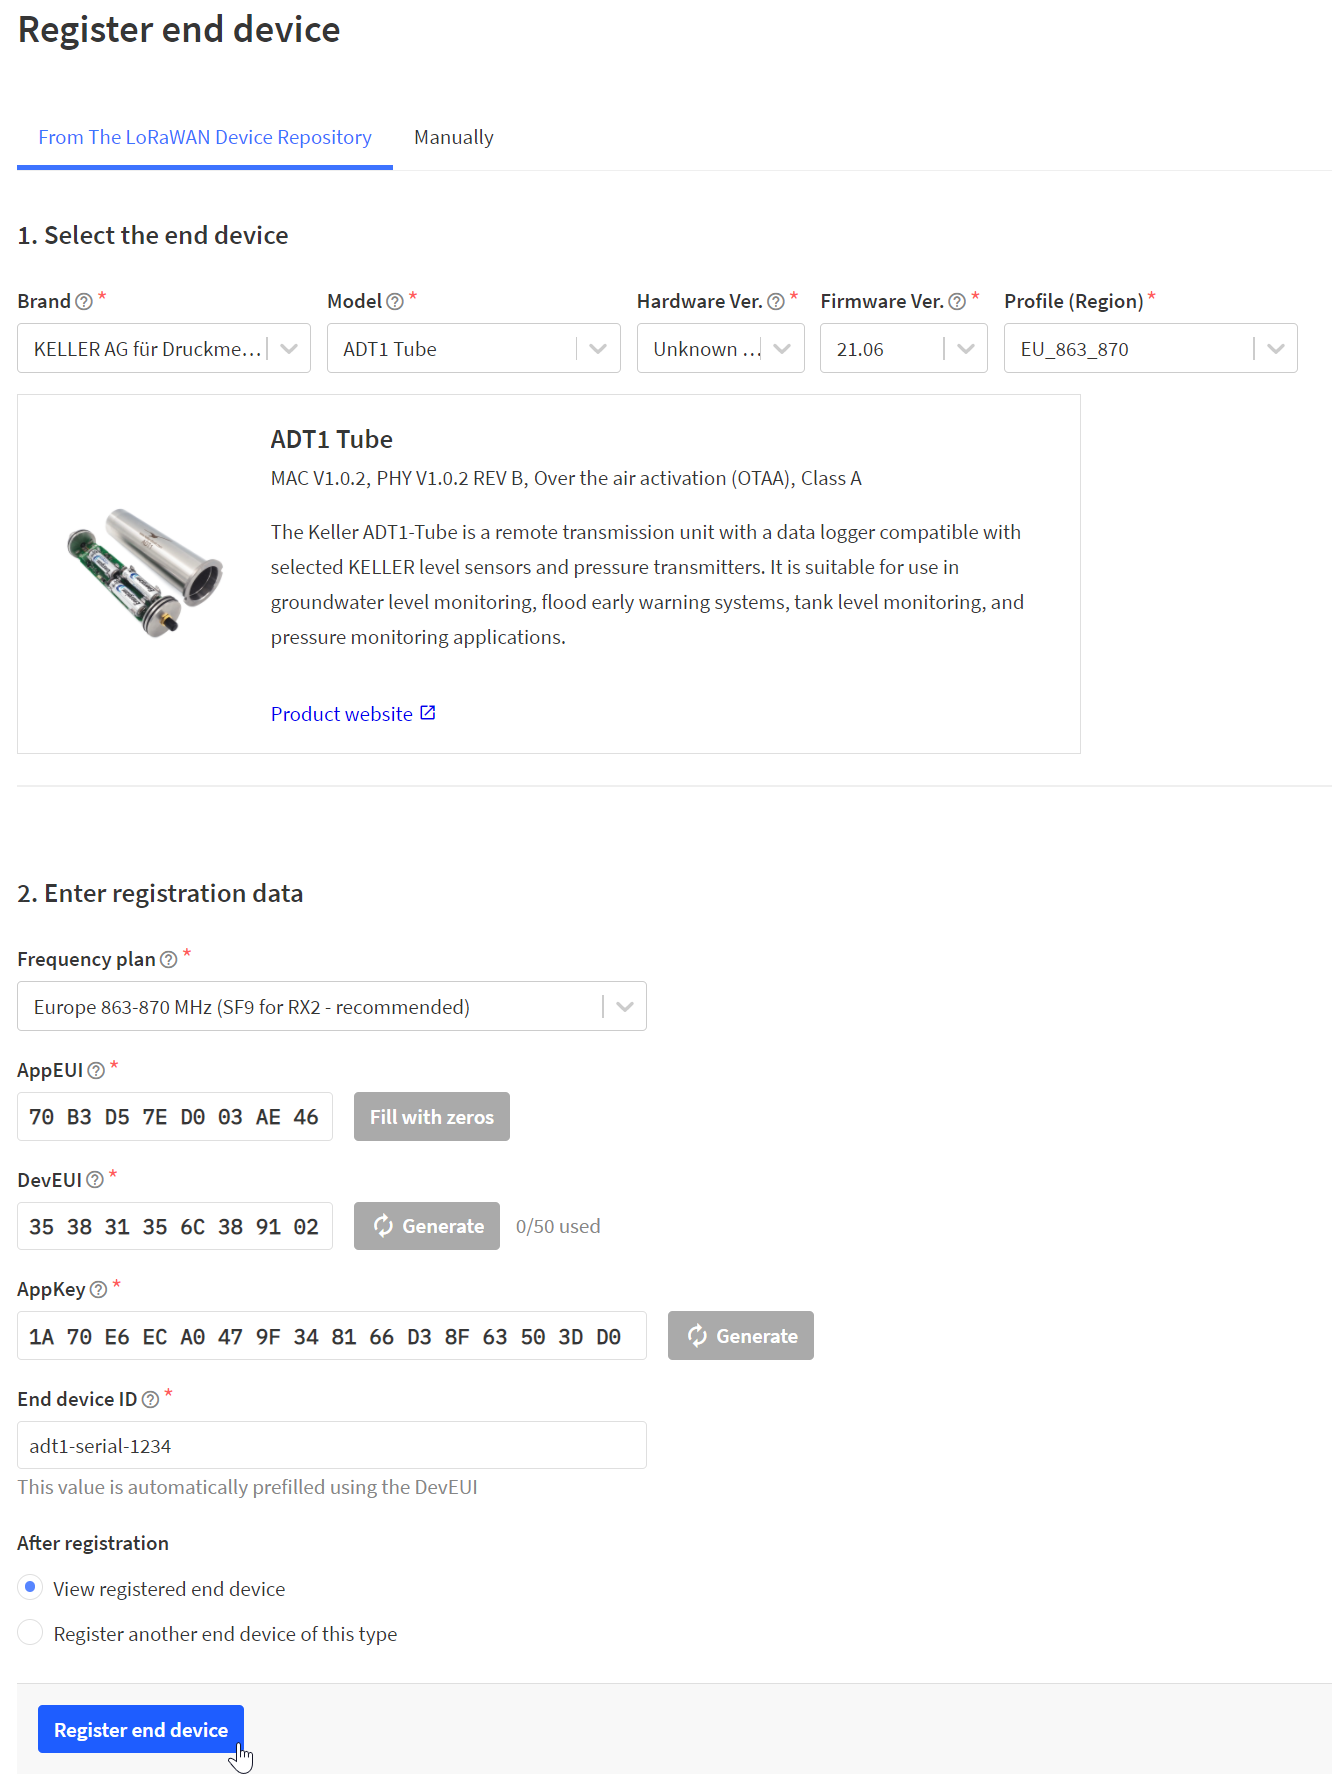 Register end device
From The LoRaWAN Device Repository Manually
1. Select the end device
Brand * Model * Hardware Ver. * Firmware Ver. * Profile (Region) *
KELLER AG für Druckme... ADT1 Tube Unknown ... 21.06 EU_863_870
ADT1 Tube
MAC V1.0.2, PHY V1.0.2 REV B, Over the air activation (OTAA), Class A
The Keller ADT1-Tube is a remote transmission unit with a data logger compatible with
selected KELLER level sensors and pressure transmitters. It is suitable for use in
groundwater level monitoring, flood early warning systems, tank level monitoring, and
pressure monitoring applications.
Product website
2. Enter registration data
Frequency plan *
Europe 863-870 MHz (SF9 for RX2 - recommended)
AppEUI *
70 B3 D5 7E D0 03 AE 46 Fill with zeros
DevEUI *
35 38 31 35 6C 38 91 02 Generate 0/50 used
AppKey *
1A 70 E6 EC A0 47 9F 34 81 66 D3 8F 63 50 3D D0 Generate
End device ID *
adt1-serial-1234
This value is automatically prefilled using the DevEUI
After registration
View registered end device
Register another end device of this type
Register end device